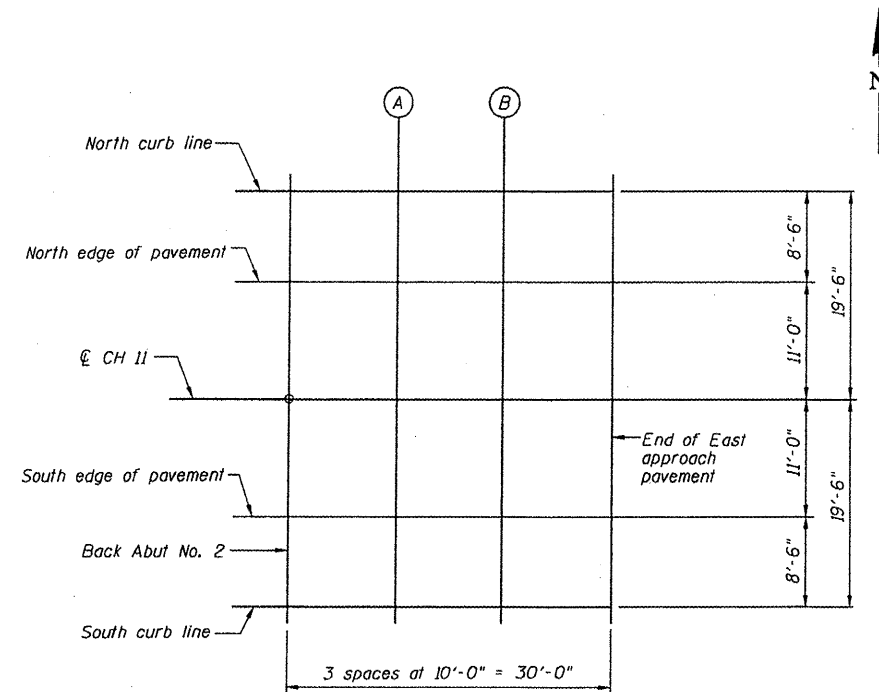 N
A
B
North curb line
North edge of pavement
℄ CH 11
South edge of pavement
Back Abut No. 2
South curb line
End of East
approach
pavement
8'-6"
11'-0"
19'-6"
11'-0"
8'-6"
19'-6"
3 spaces at 10'-0" = 30'-0"